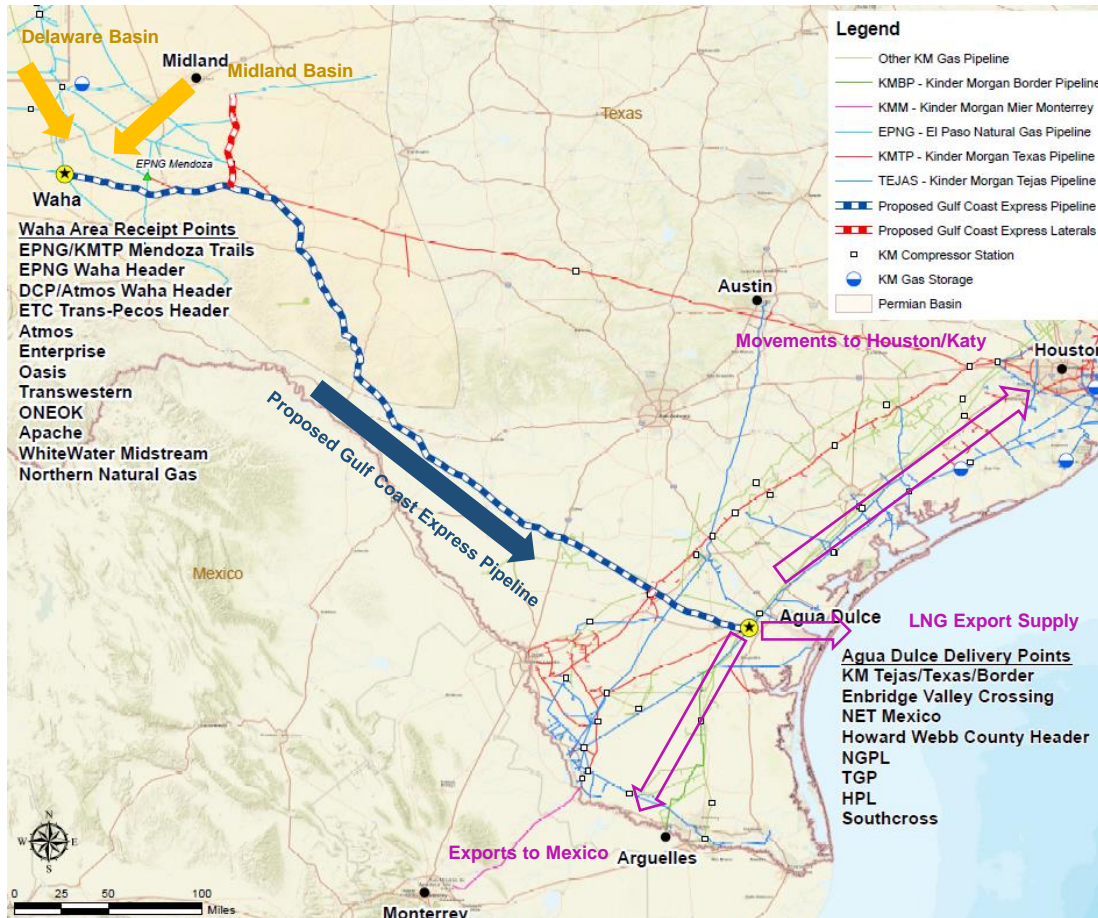 Delaware Basin
Midland
Midland Basin
Texas
EPNG Mendoza
Waha
Waha Area Receipt Points
EPNG/KMTP Mendoza Trails
EPNG Waha Header
DCP/Atmos Waha Header
ETC Trans-Pecos Header
Atmos
Enterprise
Oasis
Transwestern
ONEOK
Apache
WhiteWater Midstream
Northern Natural Gas
Legend
Other KM Gas Pipeline
KMBP - Kinder Morgan Border Pipeline
KMM - Kinder Morgan Mier Monterrey
EPNG - El Paso Natural Gas Pipeline
KMTP - Kinder Morgan Texas Pipeline
TEJAS - Kinder Morgan Tejas Pipeline
Proposed Gulf Coast Express Pipeline
Proposed Gulf Coast Express Laterals
KM Compressor Station
KM Gas Storage
Permian Basin
Austin
Movements to Houston/Katy
Houston
Proposed Gulf Coast Express Pipeline
Mexico
Agua Dulce
LNG Export Supply
Agua Dulce Delivery Points
KM Tejas/Texas/Border
Enbridge Valley Crossing
NET Mexico
Howard Webb County Header
NGPL
TGP
HPL
Southcross
Exports to Mexico
Arguelles
Monterrey
N
W E
S
0 25 50 100
Miles